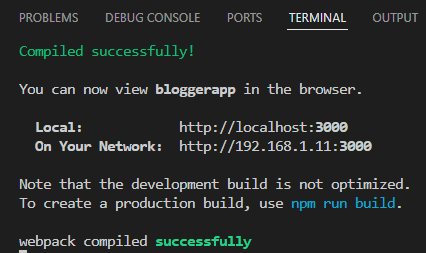 PROBLEMS DEBUG CONSOLE PORTS TERMINAL OUTPUT
Compiled successfully!
You can now view bloggerapp in the browser.
Local: http://localhost:3000
On Your Network: http://192.168.1.11:3000
Note that the development build is not optimized.
To create a production build, use npm run build.
webpack compiled successfully